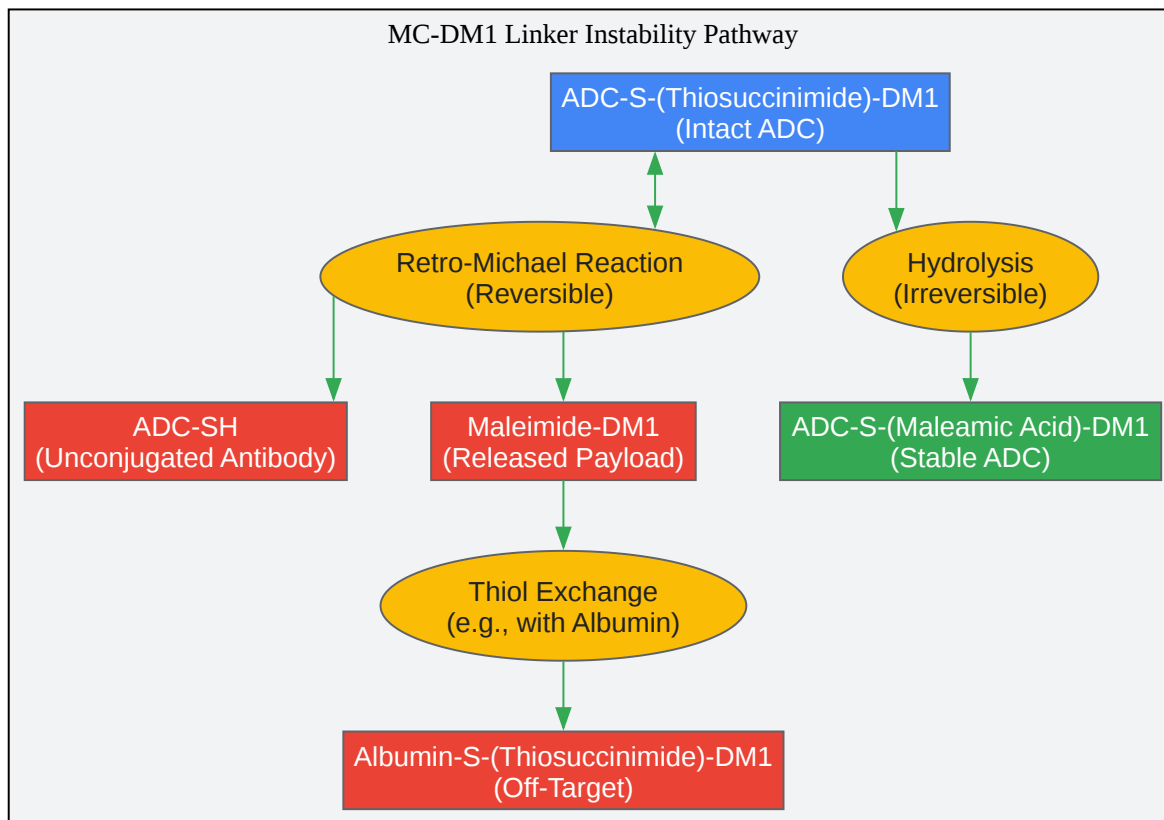 MC-DM1 Linker Instability Pathway
ADC-S-(Thiosuccinimide)-DM1
(Intact ADC)
Retro-Michael Reaction
(Reversible)
Hydrolysis
(Irreversible)
ADC-SH
(Unconjugated Antibody)
Maleimide-DM1
(Released Payload)
ADC-S-(Maleamic Acid)-DM1
(Stable ADC)
Thiol Exchange
(e.g., with Albumin)
Albumin-S-(Thiosuccinimide)-DM1
(Off-Target)